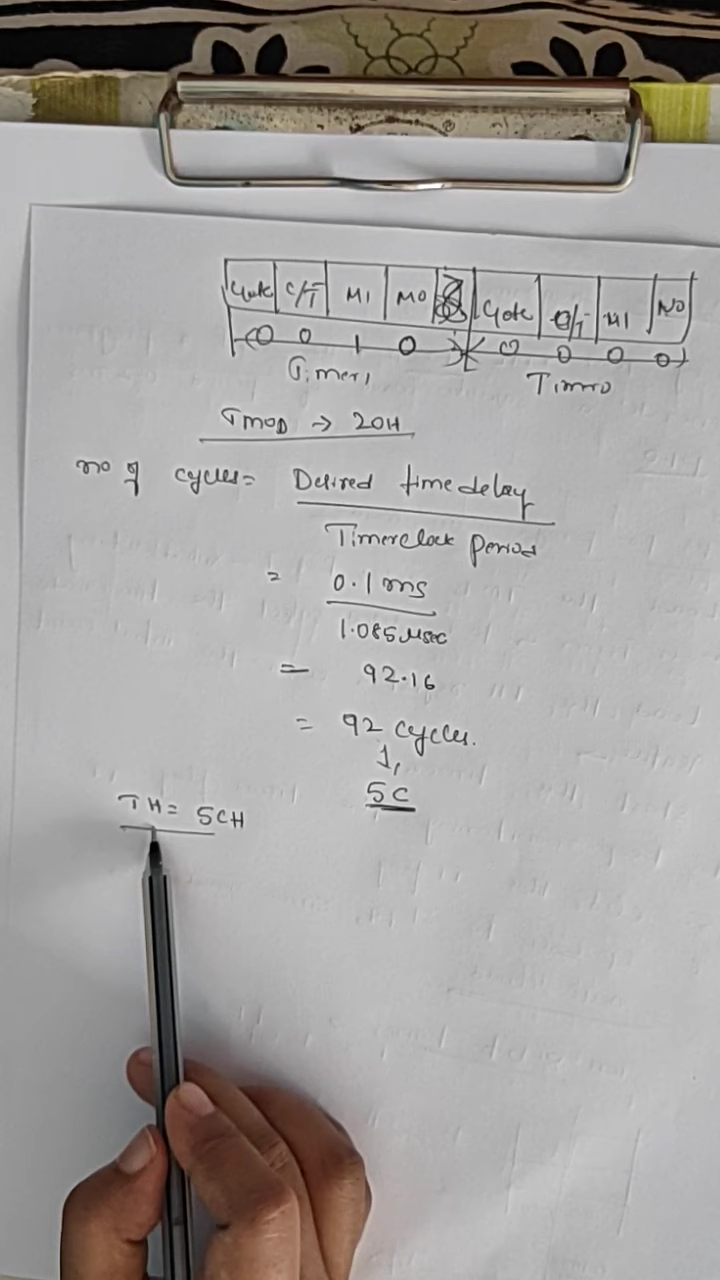 Gate C/T M1 M0 Gate C/T M1 M0
0 0 1 0 0 0 0 0
Timer1 Timer0
TMOD → 20H
no of cycles = Desired time delay
Timer Clock period
= 0.1 ms
1.085 μsec
= 92.16
= 92 cycles.
5C
TH = 5CH